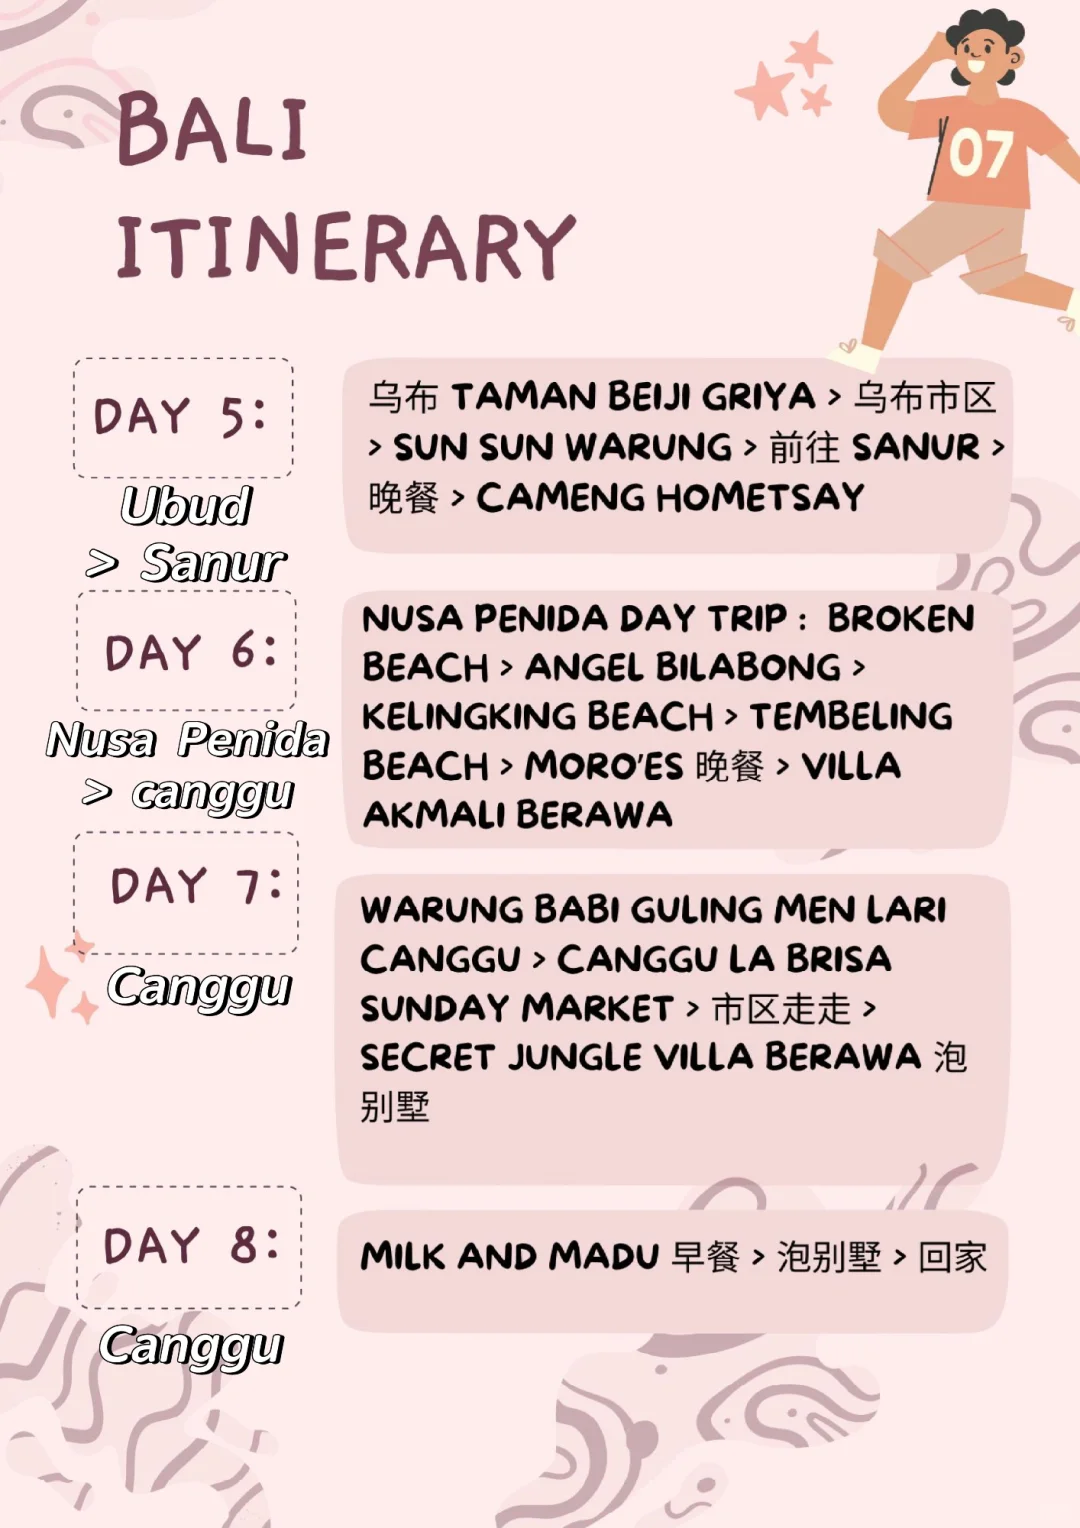 BALI
ITINERARY
07
DAY 5:
Ubud
> Sanur
乌布 TAMAN BEIJI GRIYA > 乌布市区
> SUN SUN WARUNG > 前往 SANUR >
晚餐 > CAMENG HOMETSAY
DAY 6:
Nusa Penida
> canggu
NUSA PENIDA DAY TRIP : BROKEN
BEACH > ANGEL BILABONG >
KELINGKING BEACH > TEMBELING
BEACH > MORO'ES 晚餐 > VILLA
AKMALI BERAWA
DAY 7:
Canggu
WARUNG BABI GULING MEN LARI
CANGGU > CANGGU LA BRISA
SUNDAY MARKET > 市区走走 >
SECRET JUNGLE VILLA BERAWA 泡
别墅
DAY 8:
Canggu
MILK AND MADU 早餐 > 泡别墅 > 回家